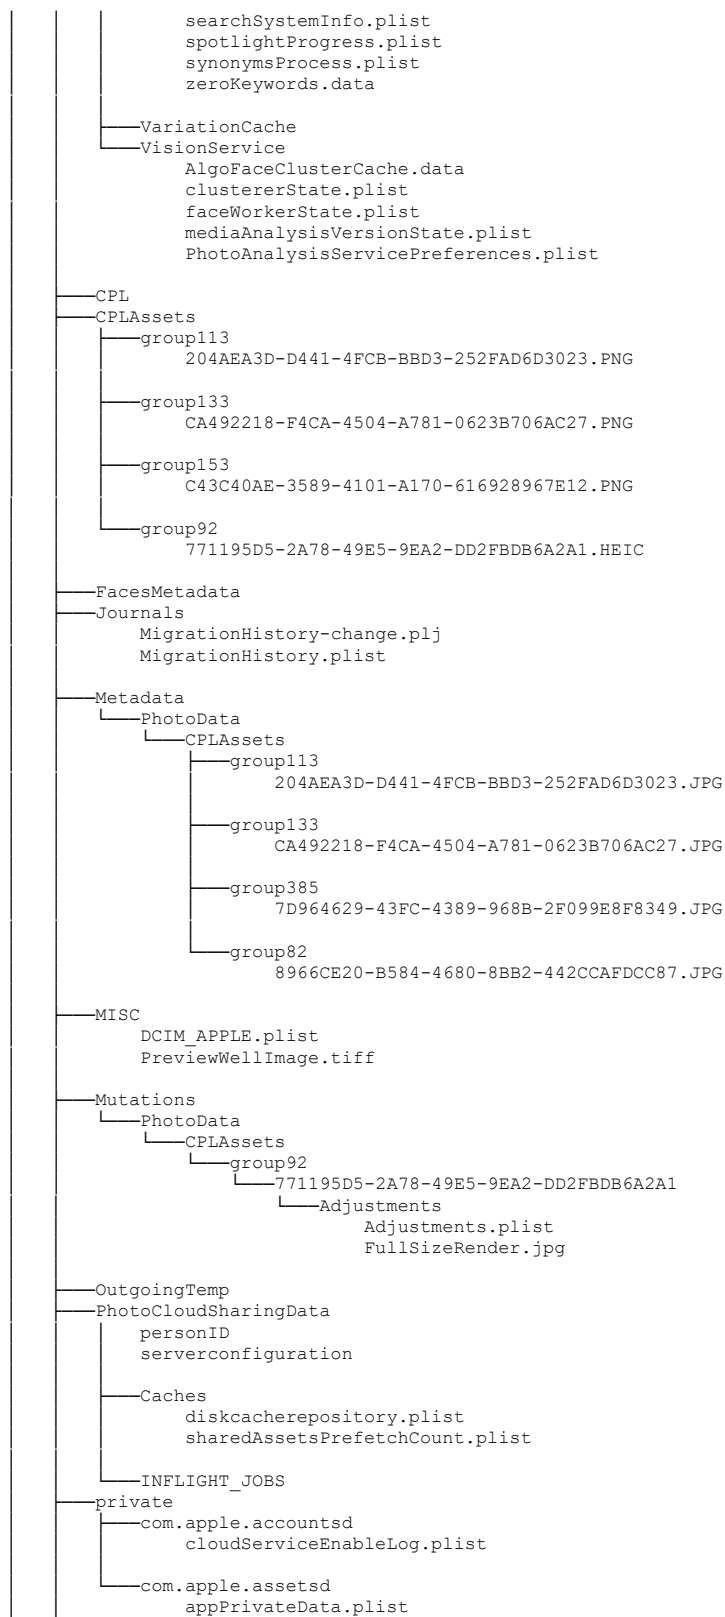 searchSystemInfo.plist
spotlightProgress.plist
synonymsProcess.plist
zeroKeywords.data
VariationCache
VisionService
AlgoFaceClusterCache.data
clustererState.plist
faceWorkerState.plist
mediaAnalysisVersionState.plist
PhotoAnalysisServicePreferences.plist
CPL
CPLAssets
group113
204AEA3D-D441-4FCB-BBD3-252FAD6D3023.PNG
group133
CA492218-F4CA-4504-A781-0623B706AC27.PNG
group153
C43C40AE-3589-4101-A170-616928967E12.PNG
group92
771195D5-2A78-49E5-9EA2-DD2FBDB6A2A1.HEIC
FacesMetadata
Journals
MigrationHistory-change.plj
MigrationHistory.plist
Metadata
PhotoData
CPLAssets
group113
204AEA3D-D441-4FCB-BBD3-252FAD6D3023.JPG
group133
CA492218-F4CA-4504-A781-0623B706AC27.JPG
group385
7D964629-43FC-4389-968B-2F099E8F8349.JPG
group82
8966CE20-B584-4680-8BB2-442CCAFDCC87.JPG
MISC
DCIM_APPLE.plist
PreviewWellImage.tiff
Mutations
PhotoData
CPLAssets
group92
771195D5-2A78-49E5-9EA2-DD2FBDB6A2A1
Adjustments
Adjustments.plist
FullSizeRender.jpg
OutgoingTemp
PhotoCloudSharingData
personID
serverconfiguration
Caches
diskcacherepository.plist
sharedAssetsPrefetchCount.plist
INFLIGHT_JOBS
private
com.apple.accountsd
cloudServiceEnableLog.plist
com.apple.assetsd
appPrivateData.plist